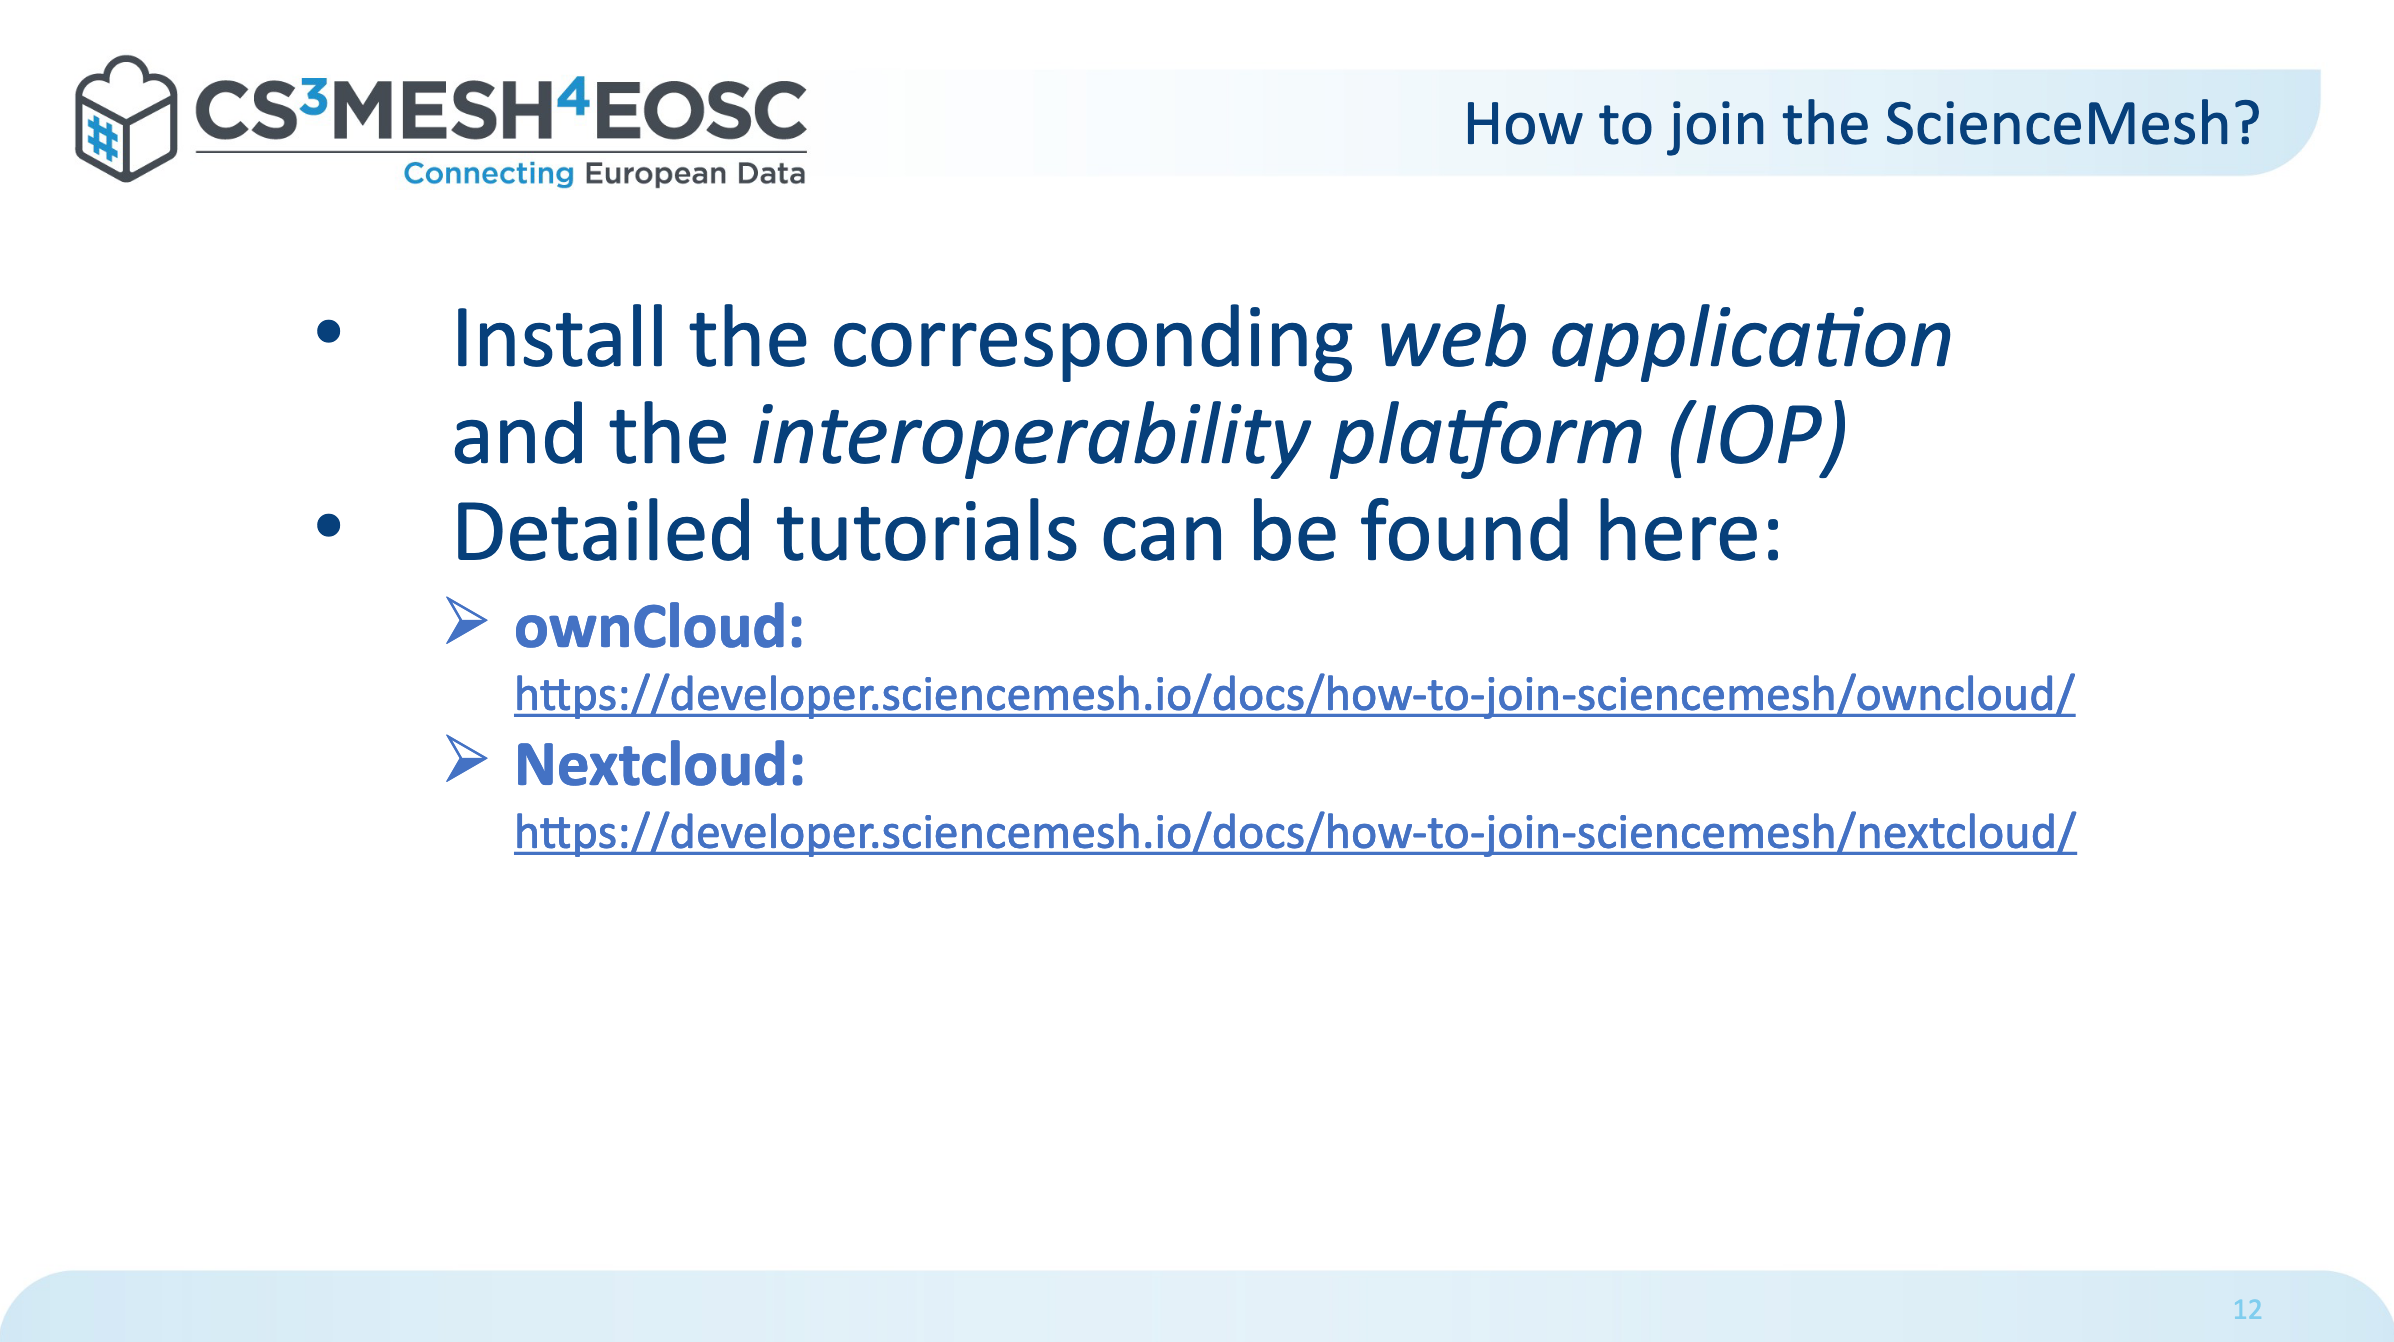 CS3MESH4EOSC
Connecting European Data
How to join the ScienceMesh?
• Install the corresponding web application
and the interoperability platform (IOP)
• Detailed tutorials can be found here:
➢ ownCloud:
https://developer.sciencemesh.io/docs/how-to-join-sciencemesh/owncloud/
➢ Nextcloud:
https://developer.sciencemesh.io/docs/how-to-join-sciencemesh/nextcloud/
12